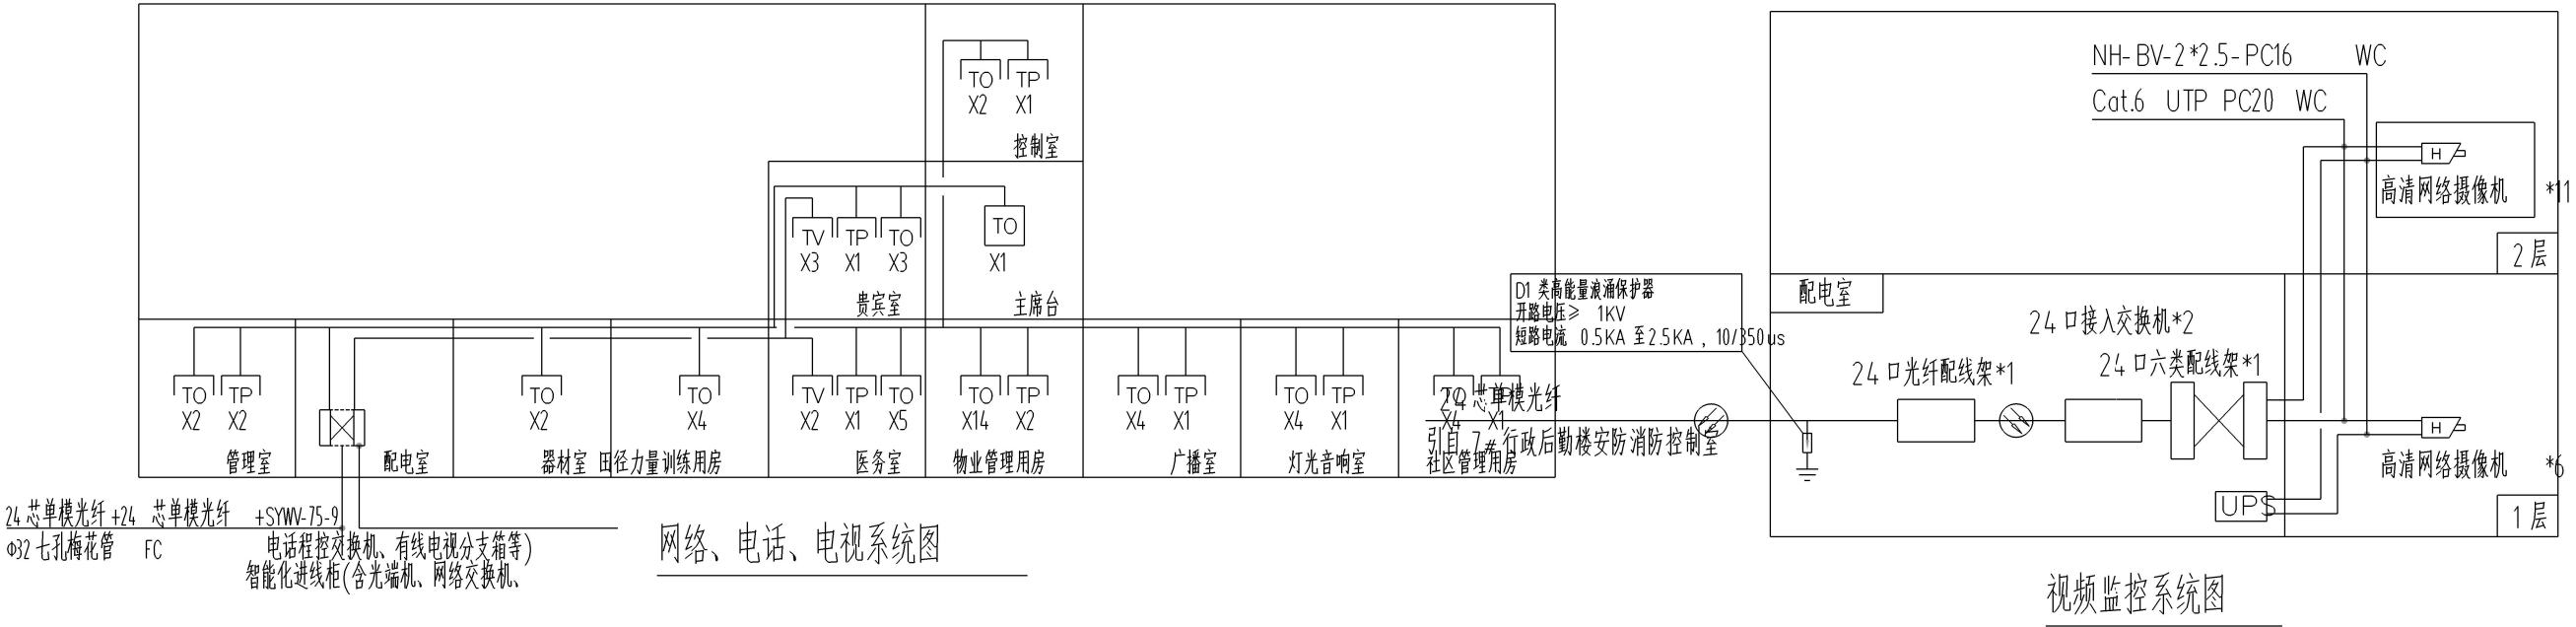 TO TP
X2 X1
控制室
TV TP TO TO
X3 X1 X3 X1
贵宾室 主席台
TO TP TO TO TV TP TO TO TP TO TP TO TP TO TP
X2 X2 X2 X4 X2 X1 X5 X14 X2 X4 X1 X4 X1 X4 X1
管理室 配电室 器材室 田径力量训练用房 医务室 物业管理用房 广播室 灯光音响室 社区管理用房
24 芯单模光纤 +24 芯单模光纤 +SYWV-75-9
Φ32 七孔梅花管 FC
电话程控交换机、有线电视分支箱等)
智能化进线柜(含光端机、网络交换机、
网络、电话、电视系统图
NH-BV-2*2.5-PC16 WC
Cat.6 UTP PC20 WC
H
高清网络摄像机 *11
2 层
D1 类高能量浪涌保护器
开路电压≥ 1KV
短路电流 0.5KA 至2.5KA , 10/350us
配电室
24 口接入交换机*2
24 口光纤配线架*1
24 口六类配线架*1
24 芯单模光纤
引自 7# 行政后勤楼安防消防控制室
H
高清网络摄像机 *6
UPS
1 层
视频监控系统图